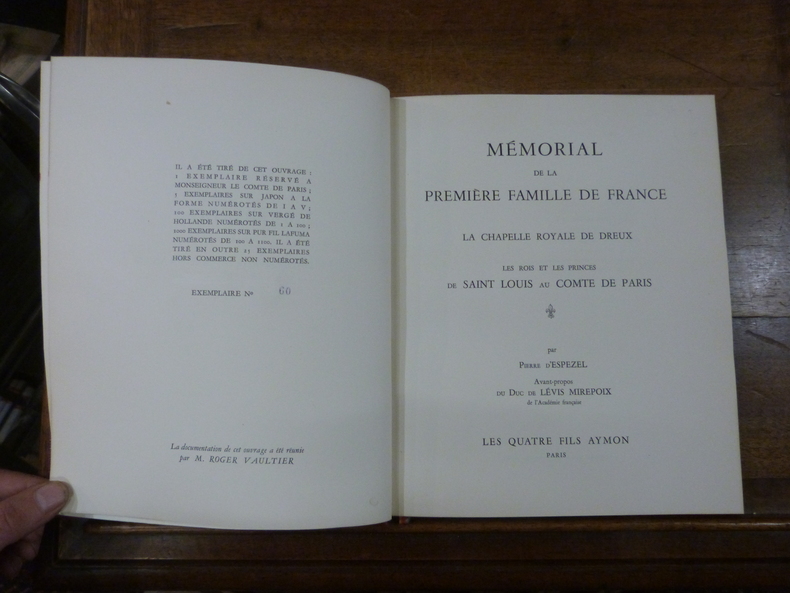 IL A ÉTÉ TIRÉ DE CET OUVRAGE :
1 EXEMPLAIRE RÉSERVÉ A
MONSEIGNEUR LE COMTE DE PARIS ;
5 EXEMPLAIRES SUR JAPON A LA
FORME NUMÉROTÉS DE I A V ;
100 EXEMPLAIRES SUR VERGÉ DE
HOLLANDE NUMÉROTÉS DE 1 A 100 ;
1000 EXEMPLAIRES SUR PUR FIL LAFUMA
NUMÉROTÉS DE 100 A 1100. IL A ÉTÉ
TIRÉ EN OUTRE 25 EXEMPLAIRES
HORS COMMERCE NON NUMÉROTÉS.
EXEMPLAIRE Nº 60
La documentation de cet ouvrage a été réunie
par M. ROGER VAULTIER
MÉMORIAL
DE LA
PREMIÈRE FAMILLE DE FRANCE
LA CHAPELLE ROYALE DE DREUX
LES ROIS ET LES PRINCES
DE SAINT LOUIS AU COMTE DE PARIS
par
PIERRE D'ESPEZEL
Avant-propos
DU DUC DE LÉVIS MIREPOIX
de l'Académie française
LES QUATRE FILS AYMON
PARIS